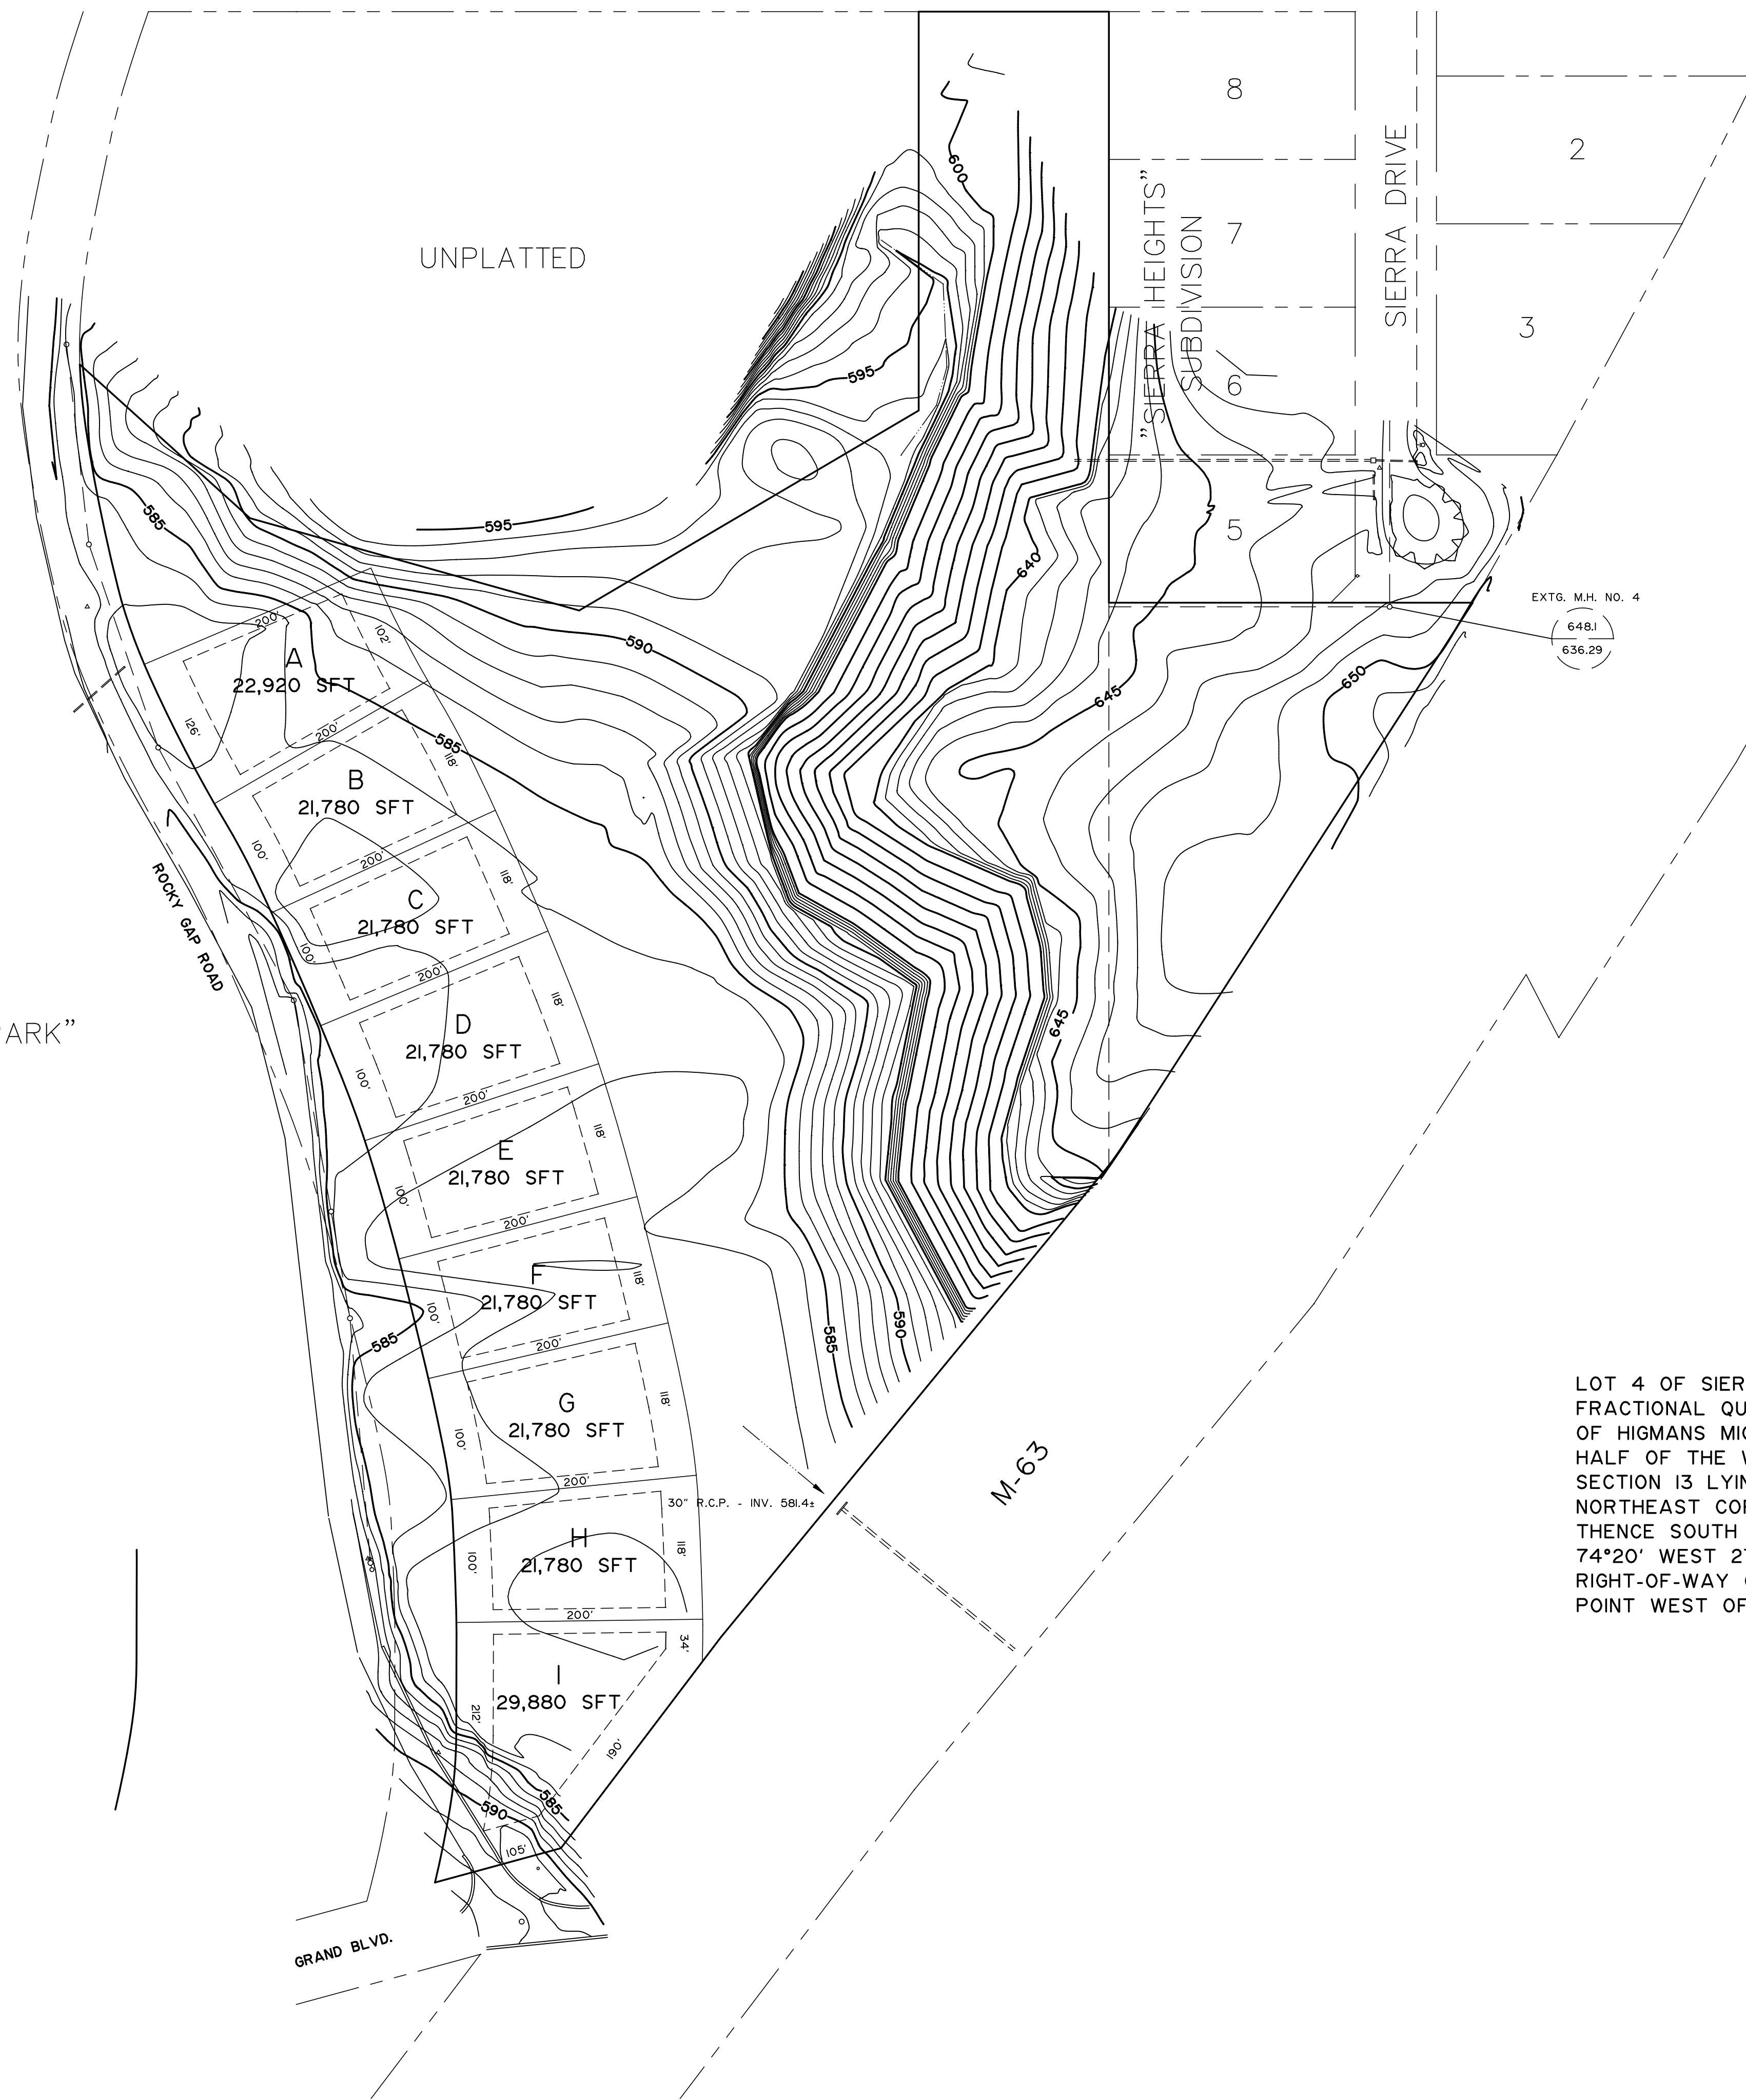 8
2
SIERRA DRIVE
600
7
"SIERRA HEIGHTS"
SUBDIVISION
UNPLATTED
3
595
6
595
585
5
640
EXTG. M.H. NO. 4
648.1
636.29
200'
102'
A
22,920 SFT
590
650
126'
200'
585
645
118'
B
21,780 SFT
100'
200'
118'
C
21,780 SFT
ROCKY GAP ROAD
100'
200'
118'
D
21,780 SFT
645
ARK"
100'
200'
118'
E
21,780 SFT
100'
200'
118'
F
21,780 SFT
100'
585
590
585
200'
G
118'
21,780 SFT
100'
200'
M-63
30" R.C.P. - INV. 581.4±
H
118'
21,780 SFT
100'
200'
34'
I
29,880 SFT
212'
190'
585
590
105'
GRAND BLVD.
LOT 4 OF SIER
FRACTIONAL QU
OF HIGMANS MIC
HALF OF THE W
SECTION 13 LYIN
NORTHEAST COR
THENCE SOUTH
74°20' WEST 2
RIGHT-OF-WAY
POINT WEST OF